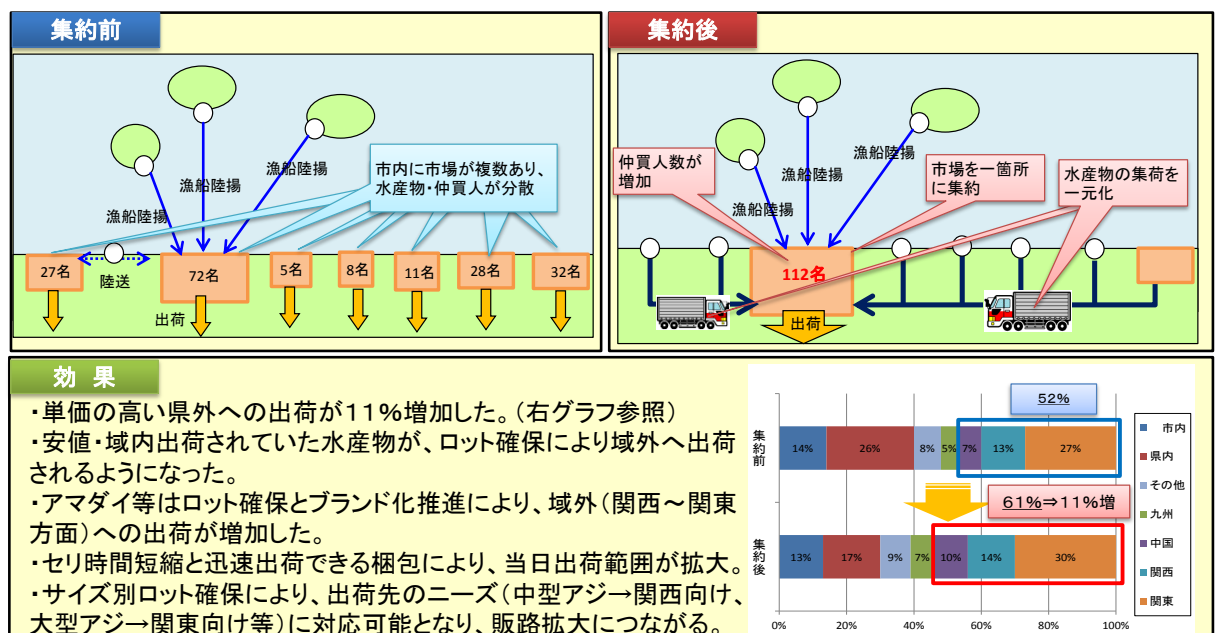 集約前
漁船陸揚
漁船陸揚
漁船陸揚
市内に市場が複数あり、
水産物・仲買人が分散
陸送
27名
72名
5名
8名
11名
28名
32名
出荷
集約後
仲買人数が
増加
漁船陸揚
漁船陸揚
漁船陸揚
市場を一箇所
に集約
水産物の集荷を
一元化
112名
出荷
効 果
・単価の高い県外への出荷が11%増加した。(右グラフ参照)
・安値・域内出荷されていた水産物が、ロット確保により域外へ出荷
されるようになった。
・アマダイ等はロット確保とブランド化推進により、域外(関西~関東
方面)への出荷が増加した。
・セリ時間短縮と迅速出荷できる梱包により、当日出荷範囲が拡大。
・サイズ別ロット確保により、出荷先のニーズ(中型アジ→関西向け、
大型アジ→関東向け等)に対応可能となり、販路拡大につながる。
52%
集約前
14%
26%
8%
5%
7%
13%
27%
61%⇒11%増
集約後
13%
17%
9%
7%
10%
14%
30%
0%
20%
40%
60%
80%
100%
市内
県内
その他
九州
中国
関西
関東